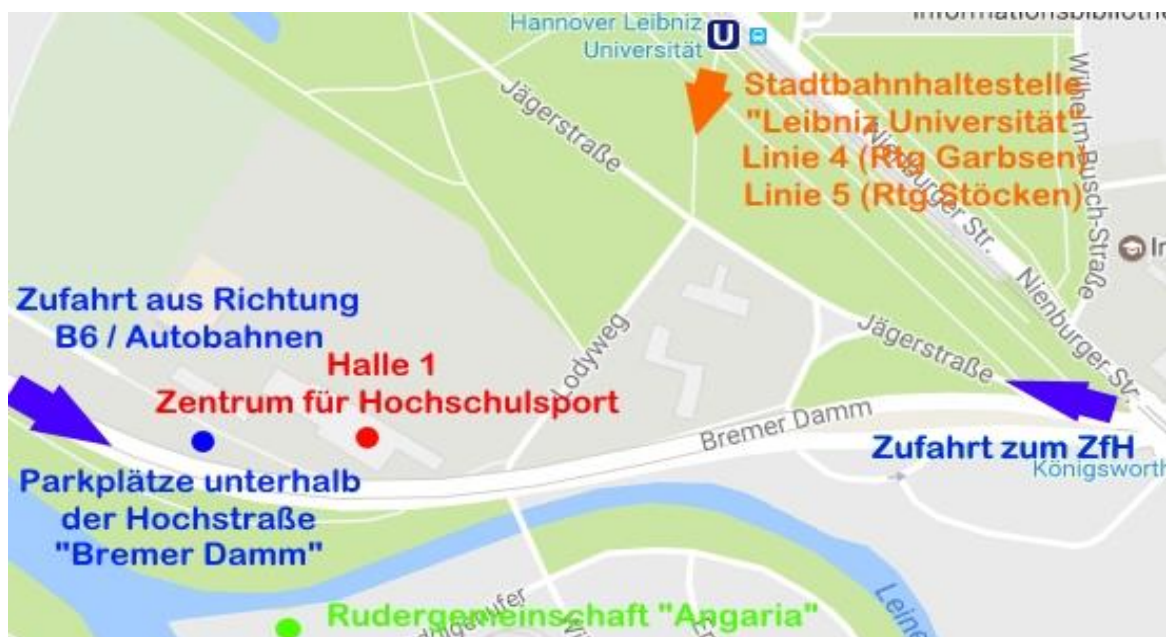 Hannover Leibniz
Universität
U
Informationsbibliothe
Wilhelm-Busch-Straße
Jägerstraße
Stadtbahnhaltestelle
"Leibniz Universität"
Linie 4 (Rtg Garbsen)
Linie 5 (Rtg Stöcken)
Nienburger Str.
In
Nienburger Str.
Zufahrt aus Richtung
B6 / Autobahnen
Halle 1
Zentrum für Hochschulsport
Lodyweg
Jägerstraße
Bremer Damm
Zufahrt zum ZfH
Königsworth
Parkplätze unterhalb
der Hochstraße
"Bremer Damm"
Leine
Rudergemeinschaft "Angaria"